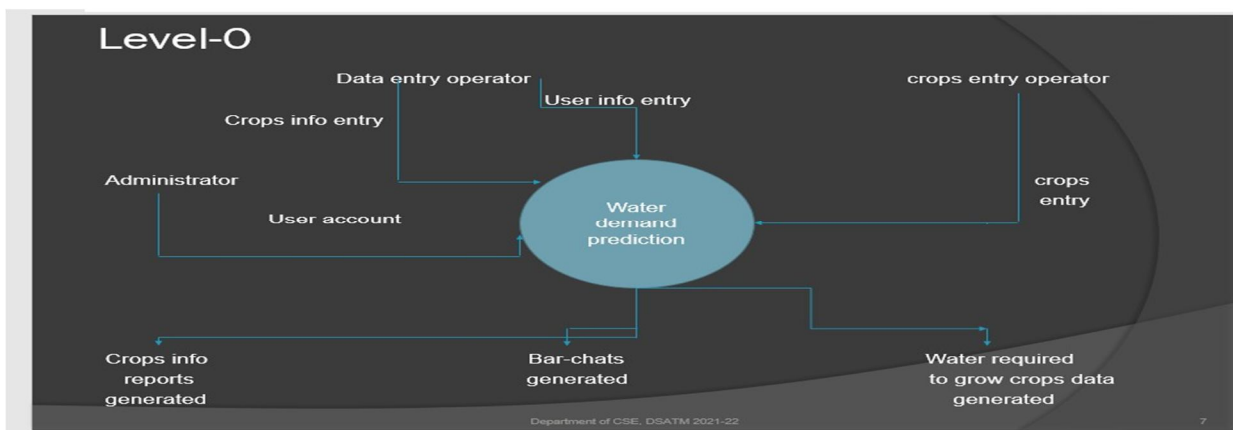 Level-0
Data entry operator
crops entry operator
User info entry
Crops info entry
Administrator
crops
entry
User account
Water
demand
prediction
Crops info
reports
generated
Bar-chats
generated
Water required
to grow crops data
generated
Department of CSE, DSATM 2021-22
7